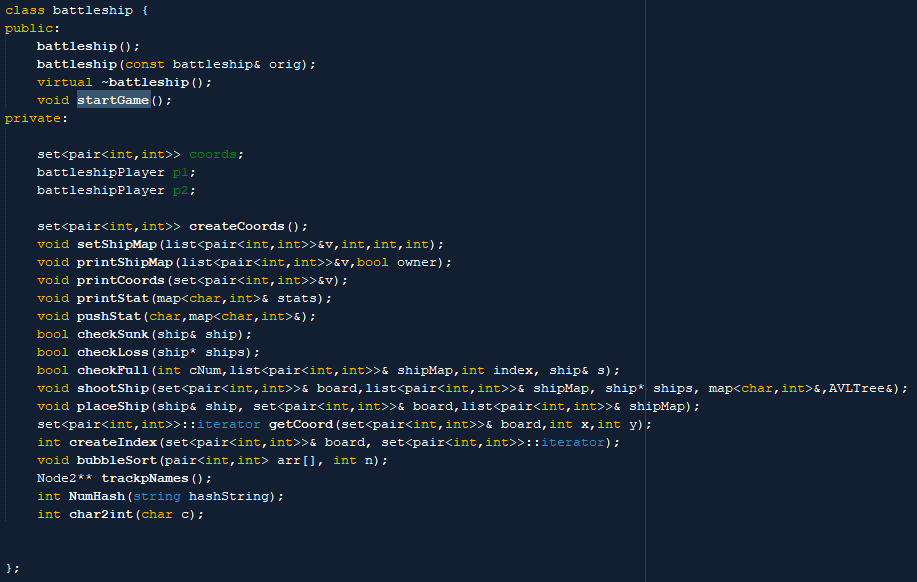 class battleship {
public:
    battleship();
    battleship(const battleship& orig);
    virtual ~battleship();
    void startGame();
private:
    set<pair<int,int>> coords;
    battleshipPlayer p1;
    battleshipPlayer p2;
    set<pair<int,int>> createCoords();
    void setShipMap(list<pair<int,int>>&v,int,int,int);
    void printShipMap(list<pair<int,int>>&v,bool owner);
    void printCoords(set<pair<int,int>>&v);
    void printStat(map<char,int>& stats);
    void pushStat(char,map<char,int>&);
    bool checkSunk(ship& ship);
    bool checkLoss(ship* ships);
    bool checkFull(int cNum,list<pair<int,int>>& shipMap,int index, ship& s);
    void shootShip(set<pair<int,int>>& board,list<pair<int,int>>& shipMap, ship* ships, map<char,int>&,AVLTree&);
    void placeShip(ship& ship, set<pair<int,int>>& board,list<pair<int,int>>& shipMap);
    set<pair<int,int>>::iterator getCoord(set<pair<int,int>>& board,int x,int y);
    int createIndex(set<pair<int,int>>& board, set<pair<int,int>>::iterator);
    void bubbleSort(pair<int,int> arr[], int n);
    Node2** trackpNames();
    int NumHash(string hashString);
    int char2int(char c);
};